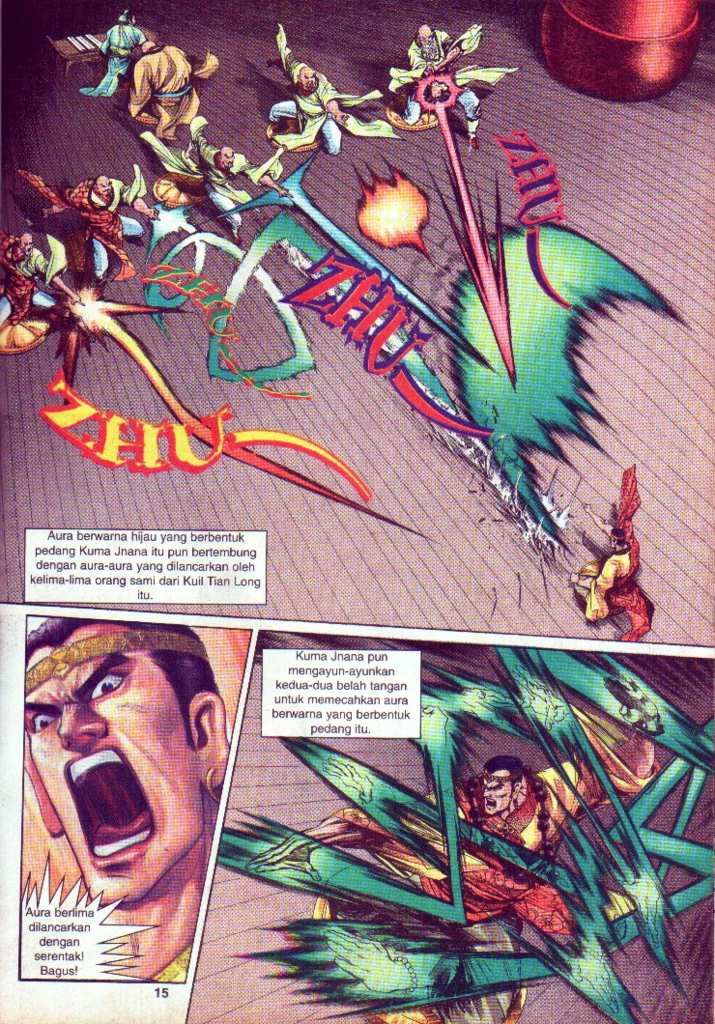 ZHU
ZHU
ZHU
ZHU
Aura berwarna hijau yang berbentuk
pedang Kuma Jnana itu pun bertembung
dengan aura-aura yang dilancarkan oleh
kelima-lima orang sami dari Kuil Tian Long
itu.
Kuma Jnana pun
mengayun-ayunkan
kedua-dua belah tangan
untuk memecahkan aura
berwarna yang berbentuk
pedang itu.
Aura berlima
dilancarkan
dengan
serentak!
Bagus!
15